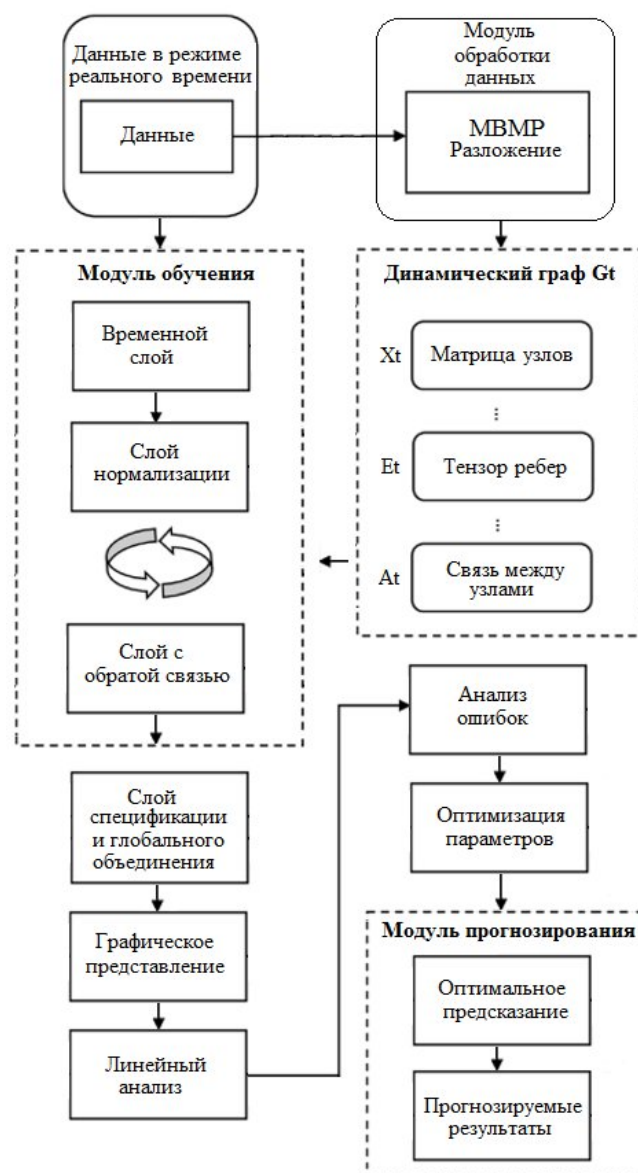 Данные в режиме
реального времени
Данные
Модуль
обработки
данных
МВМР
Разложение
Модуль обучения
Временной
слой
Слой
нормализации
Слой с
обратой связью
Динамический граф Gt
Xt
Матрица узлов
Et
Тензор ребер
At
Связь между
узлами
Слой
спецификации
и глобального
объединения
Графическое
представление
Линейный
анализ
Анализ
ошибок
Оптимизация
параметров
Модуль прогнозирования
Оптимальное
предсказание
Прогнозируемые
результаты